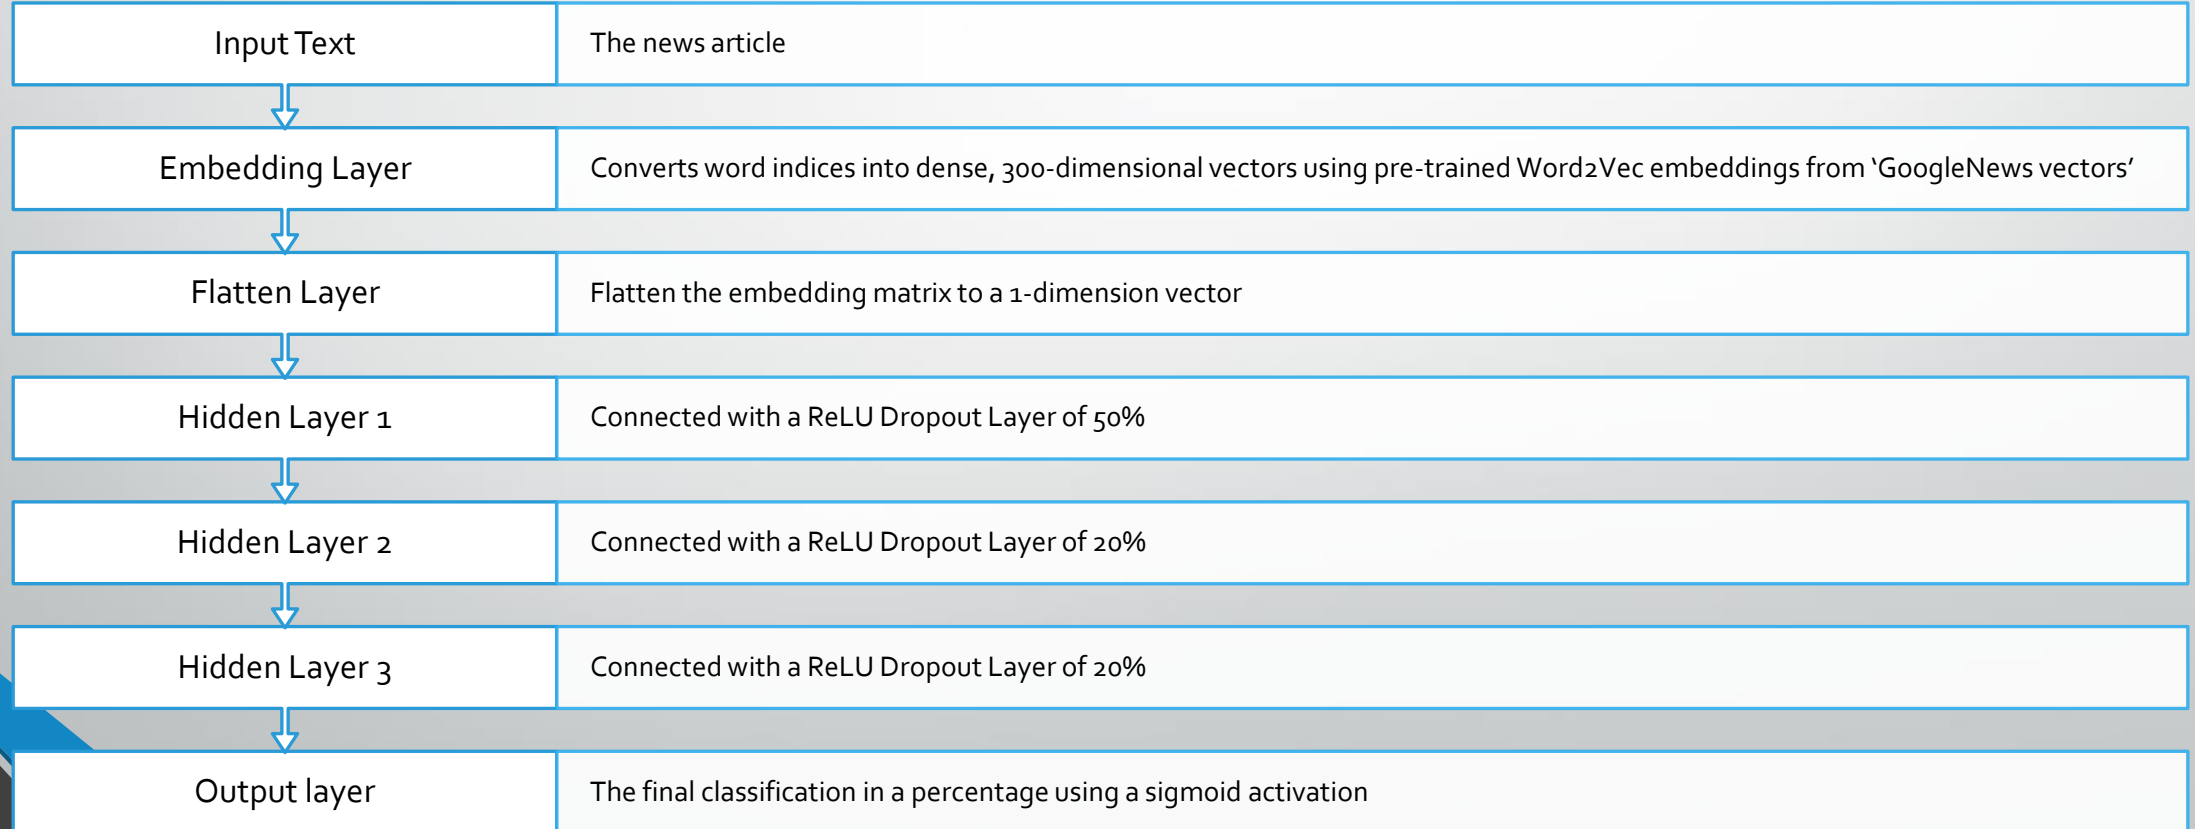 Input Text
The news article
Embedding Layer
Converts word indices into dense, 300-dimensional vectors using pre-trained Word2Vec embeddings from ‘GoogleNews vectors’
Flatten Layer
Flatten the embedding matrix to a 1-dimension vector
Hidden Layer 1
Connected with a ReLU Dropout Layer of 50%
Hidden Layer 2
Connected with a ReLU Dropout Layer of 20%
Hidden Layer 3
Connected with a ReLU Dropout Layer of 20%
Output layer
The final classification in a percentage using a sigmoid activation